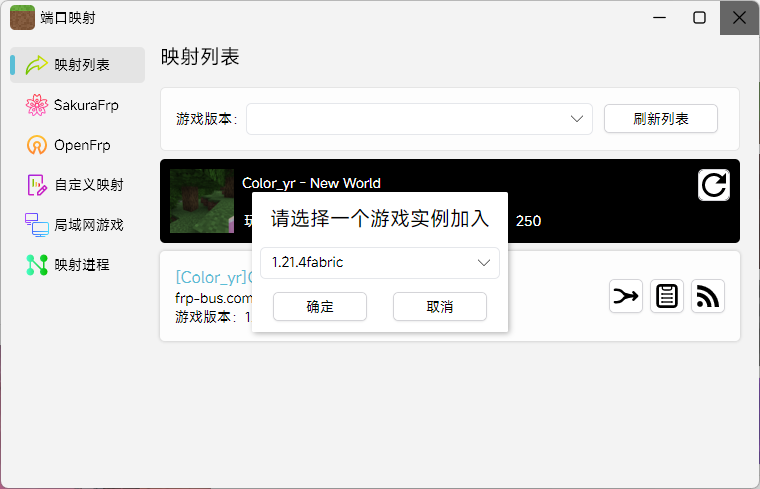 端口映射
映射列表
SakuraFrp
OpenFrp
自定义映射
局域网游戏
映射进程
映射列表
游戏版本:
刷新列表
Color_yr - New World
250
[Color_yr]
frp-bus.com
游戏版本: 1
请选择一个游戏实例加入
1.21.4fabric
确定
取消